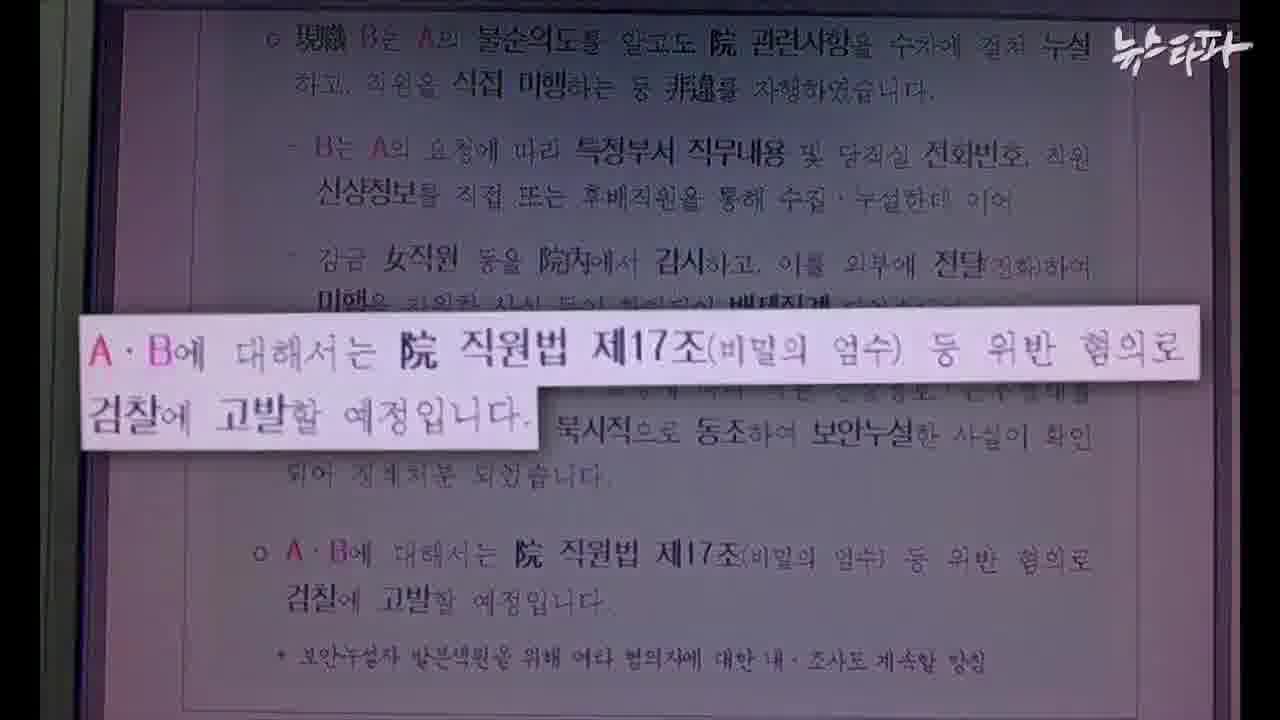 뉴스타파
○ 現職 B는 A의 불순의도를 알고도 院 관련사항을 수차에 걸쳐 누설
하고, 직원을 직접 미행하는 등 非違를 자행하였습니다.
- B는 A의 요청에 따라 특정부서 직무내용 및 당직실 전화번호, 직원
신상정보를 직접 또는 후배직원을 통해 수집·누설한데 이어
- 감금 女직원 등을 院內에서 감시하고, 이를 외부에 전달(전화)하여
미행을
A·B에 대해서는 院 직원법 제17조(비밀의 엄수) 등 위반 혐의로
검찰에 고발할 예정입니다.
으로 동조하여 보안누설한 사실이 확인
되어 징계처분 되었습니다.
○ A·B에 대해서는 院 직원법 제17조(비밀의 엄수) 등 위반 혐의로
검찰에 고발할 예정입니다.
* 보안누설자 발본색원을 위해 여타 혐의자에 대한 내·조사도 계속할 방침